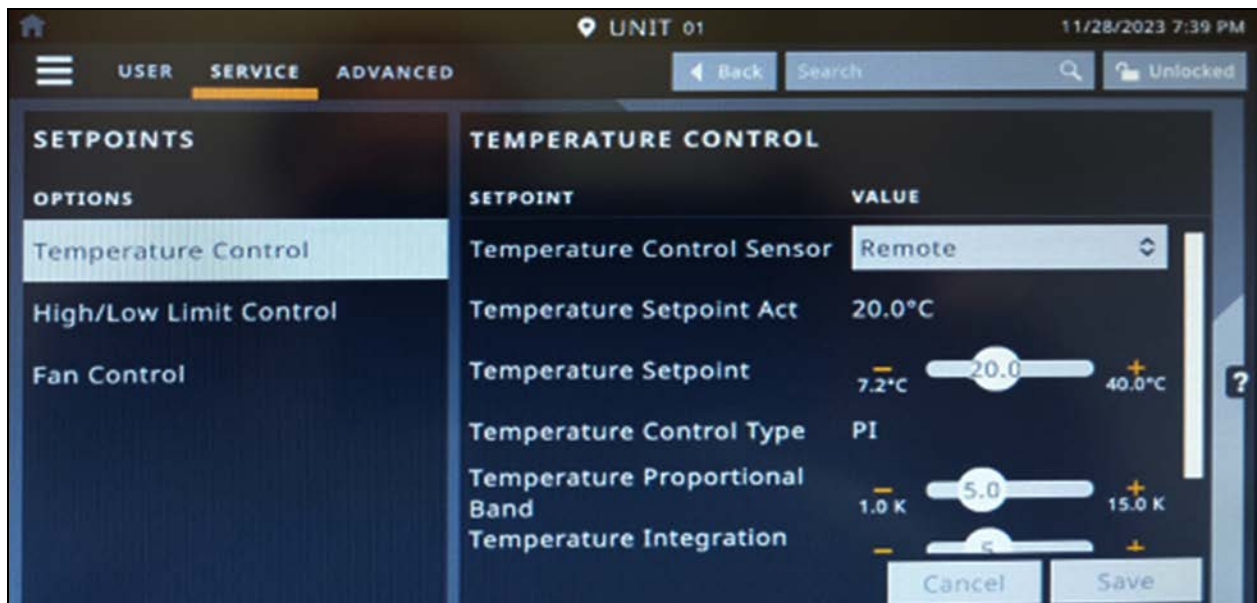 UNIT 01
11/28/2023 7:39 PM
USER SERVICE ADVANCED
Back
Search
Unlocked
SETPOINTS
OPTIONS
Temperature Control
High/Low Limit Control
Fan Control
TEMPERATURE CONTROL
SETPOINT VALUE
Temperature Control Sensor Remote
Temperature Setpoint Act 20.0°C
Temperature Setpoint − 7.2°C 20.0 + 40.0°C
Temperature Control Type PI
Temperature Proportional
Band − 1.0 K 5.0 + 15.0 K
Temperature Integration − 5 +
Cancel Save
?